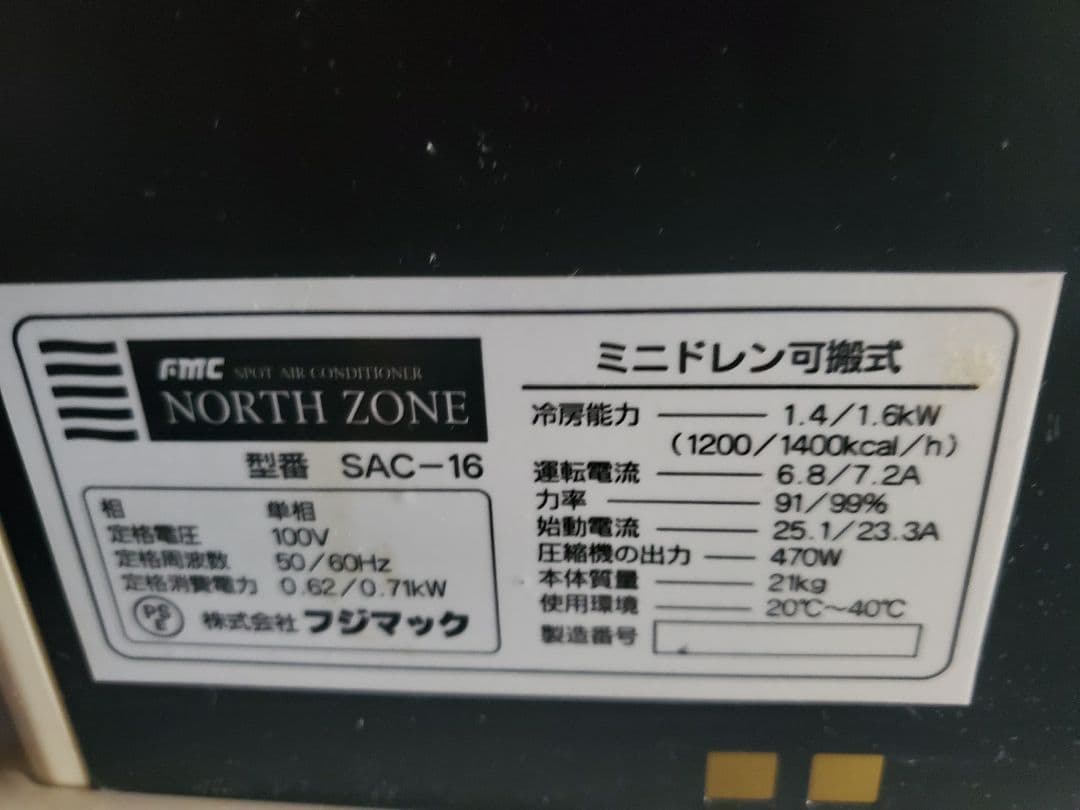 FMC SPOT AIR CONDITIONER
NORTH ZONE
型番 SAC-16
相 単相
定格電圧 100V
定格周波数 50/60Hz
定格消費電力 0.62/0.71kW
PS E 株式会社 フジマック
ミニドレン可搬式
冷房能力 1.4/1.6kW
(1200/1400kcal/h)
運転電流 6.8/7.2A
力率 91/99%
始動電流 25.1/23.3A
圧縮機の出力 470W
本体質量 21kg
使用環境 20℃~40℃
製造番号